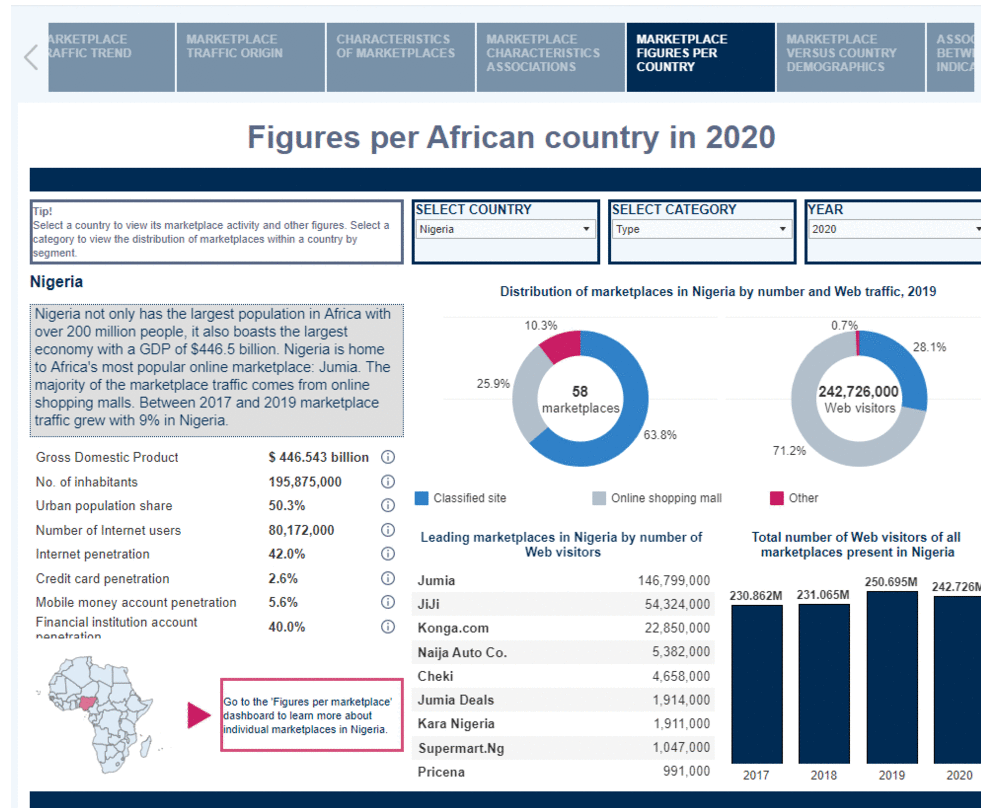 ARKETPLACE
RAFFIC TREND
MARKETPLACE
TRAFFIC ORIGIN
CHARACTERISTICS
OF MARKETPLACES
MARKETPLACE
CHARACTERISTICS
ASSOCIATIONS
MARKETPLACE
FIGURES PER
COUNTRY
MARKETPLACE
VERSUS COUNTRY
DEMOGRAPHICS
ASSOC
BETW
INDICA
Figures per African country in 2020
Tip!
Select a country to view its marketplace activity and other figures. Select a
category to view the distribution of marketplaces within a country by
segment.
SELECT COUNTRY
Nigeria
SELECT CATEGORY
Type
YEAR
2020
Nigeria
Nigeria not only has the largest population in Africa with
over 200 million people, it also boasts the largest
economy with a GDP of $446.5 billion. Nigeria is home
to Africa's most popular online marketplace: Jumia. The
majority of the marketplace traffic comes from online
shopping malls. Between 2017 and 2019 marketplace
traffic grew with 9% in Nigeria.
Gross Domestic Product $ 446.543 billion
No. of inhabitants 195,875,000
Urban population share 50.3%
Number of Internet users 80,172,000
Internet penetration 42.0%
Credit card penetration 2.6%
Mobile money account penetration 5.6%
Financial institution account
penetration 40.0%
Go to the 'Figures per marketplace'
dashboard to learn more about
individual marketplaces in Nigeria.
Distribution of marketplaces in Nigeria by number and Web traffic, 2019
10.3%
25.9%
58
marketplaces
63.8%
0.7%
28.1%
242,726,000
Web visitors
71.2%
Classified site
Online shopping mall
Other
Leading marketplaces in Nigeria by number of
Web visitors
Jumia 146,799,000
JiJi 54,324,000
Konga.com 22,850,000
Naija Auto Co. 5,382,000
Cheki 4,658,000
Jumia Deals 1,914,000
Kara Nigeria 1,911,000
Supermart.Ng 1,047,000
Pricena 991,000
Total number of Web visitors of all
marketplaces present in Nigeria
230.862M 231.065M 250.695M 242.726M
2017 2018 2019 2020